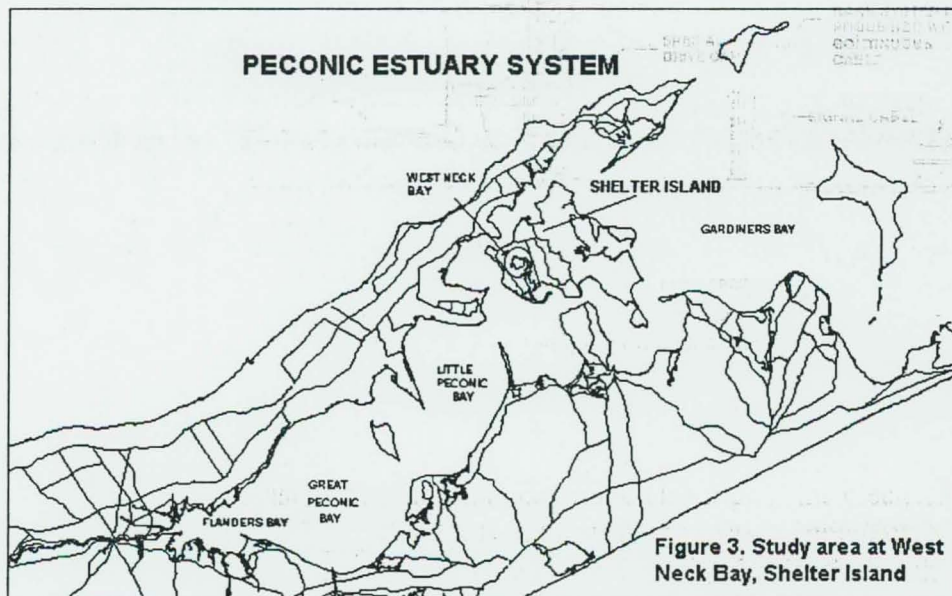 PECONIC ESTUARY SYSTEM
WEST NECK
BAY
SHELTER ISLAND
GARDINERS BAY
LITTLE
PECONIC
BAY
GREAT
PECONIC
BAY
FLANDERS BAY
Figure 3. Study area at West
Neck Bay, Shelter Island